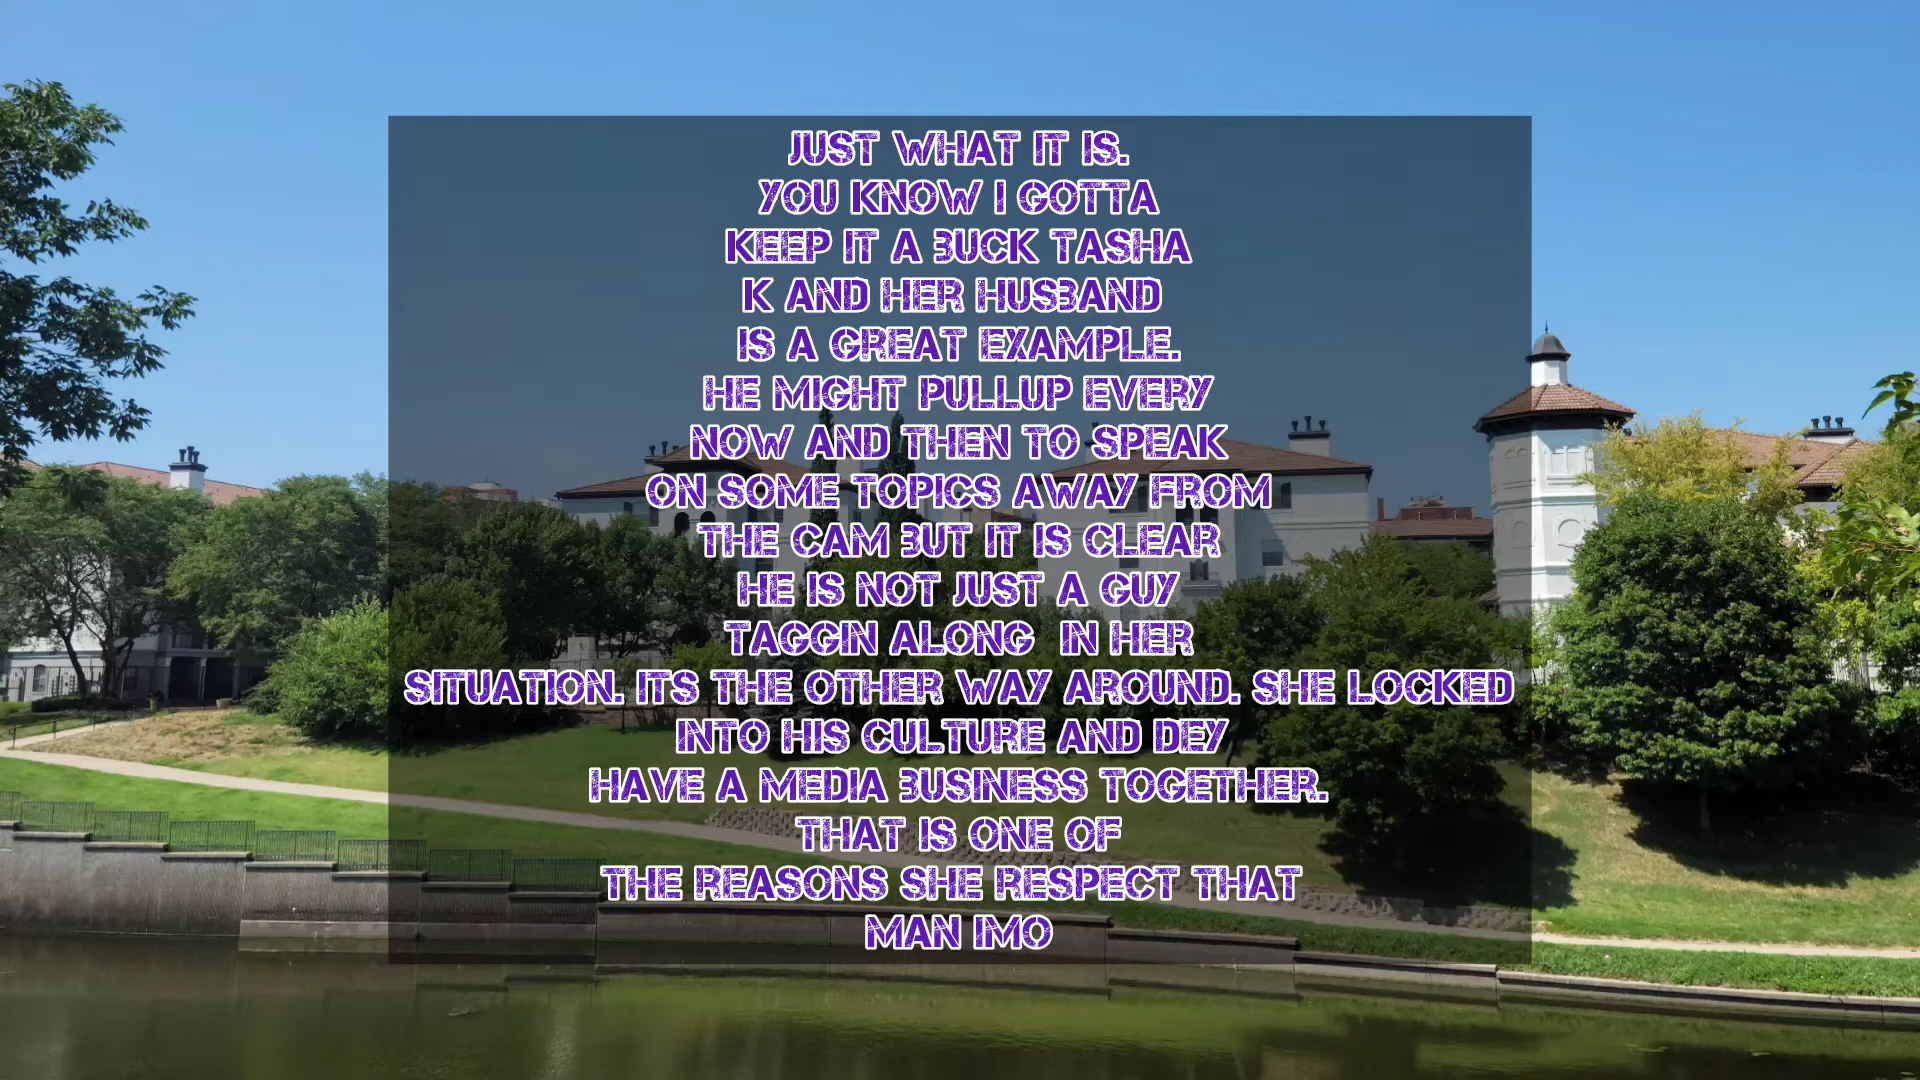 JUST WHAT IT IS.
YOU KNOW I GOTTA
KEEP IT A BUCK TASHA
K AND HER HUSBAND
IS A GREAT EXAMPLE.
HE MIGHT PULLUP EVERY
NOW AND THEN TO SPEAK
ON SOME TOPICS AWAY FROM
THE CAM BUT IT IS CLEAR
HE IS NOT JUST A GUY
TAGGIN ALONG IN HER
SITUATION. ITS THE OTHER WAY AROUND. SHE LOCKED
INTO HIS CULTURE AND DEY
HAVE A MEDIA BUSINESS TOGETHER.
THAT IS ONE OF
THE REASONS SHE RESPECT THAT
MAN IMO